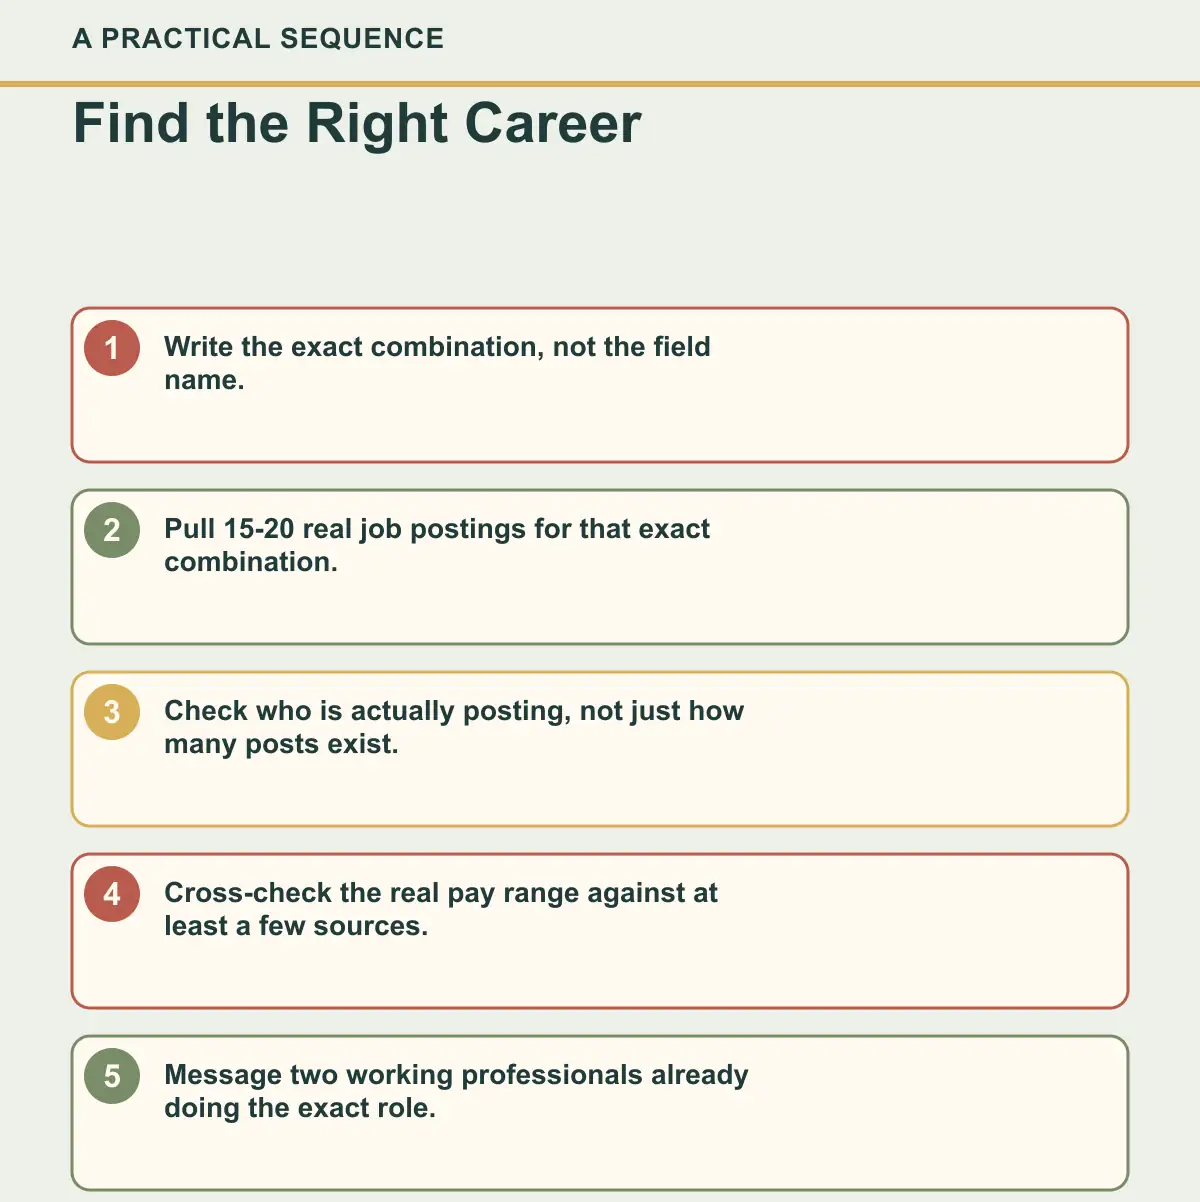 A PRACTICAL SEQUENCE
Find the Right Career
1
Write the exact combination, not the field
name.
2
Pull 15-20 real job postings for that exact
combination.
3
Check who is actually posting, not just how
many posts exist.
4
Cross-check the real pay range against at
least a few sources.
5
Message two working professionals already
doing the exact role.